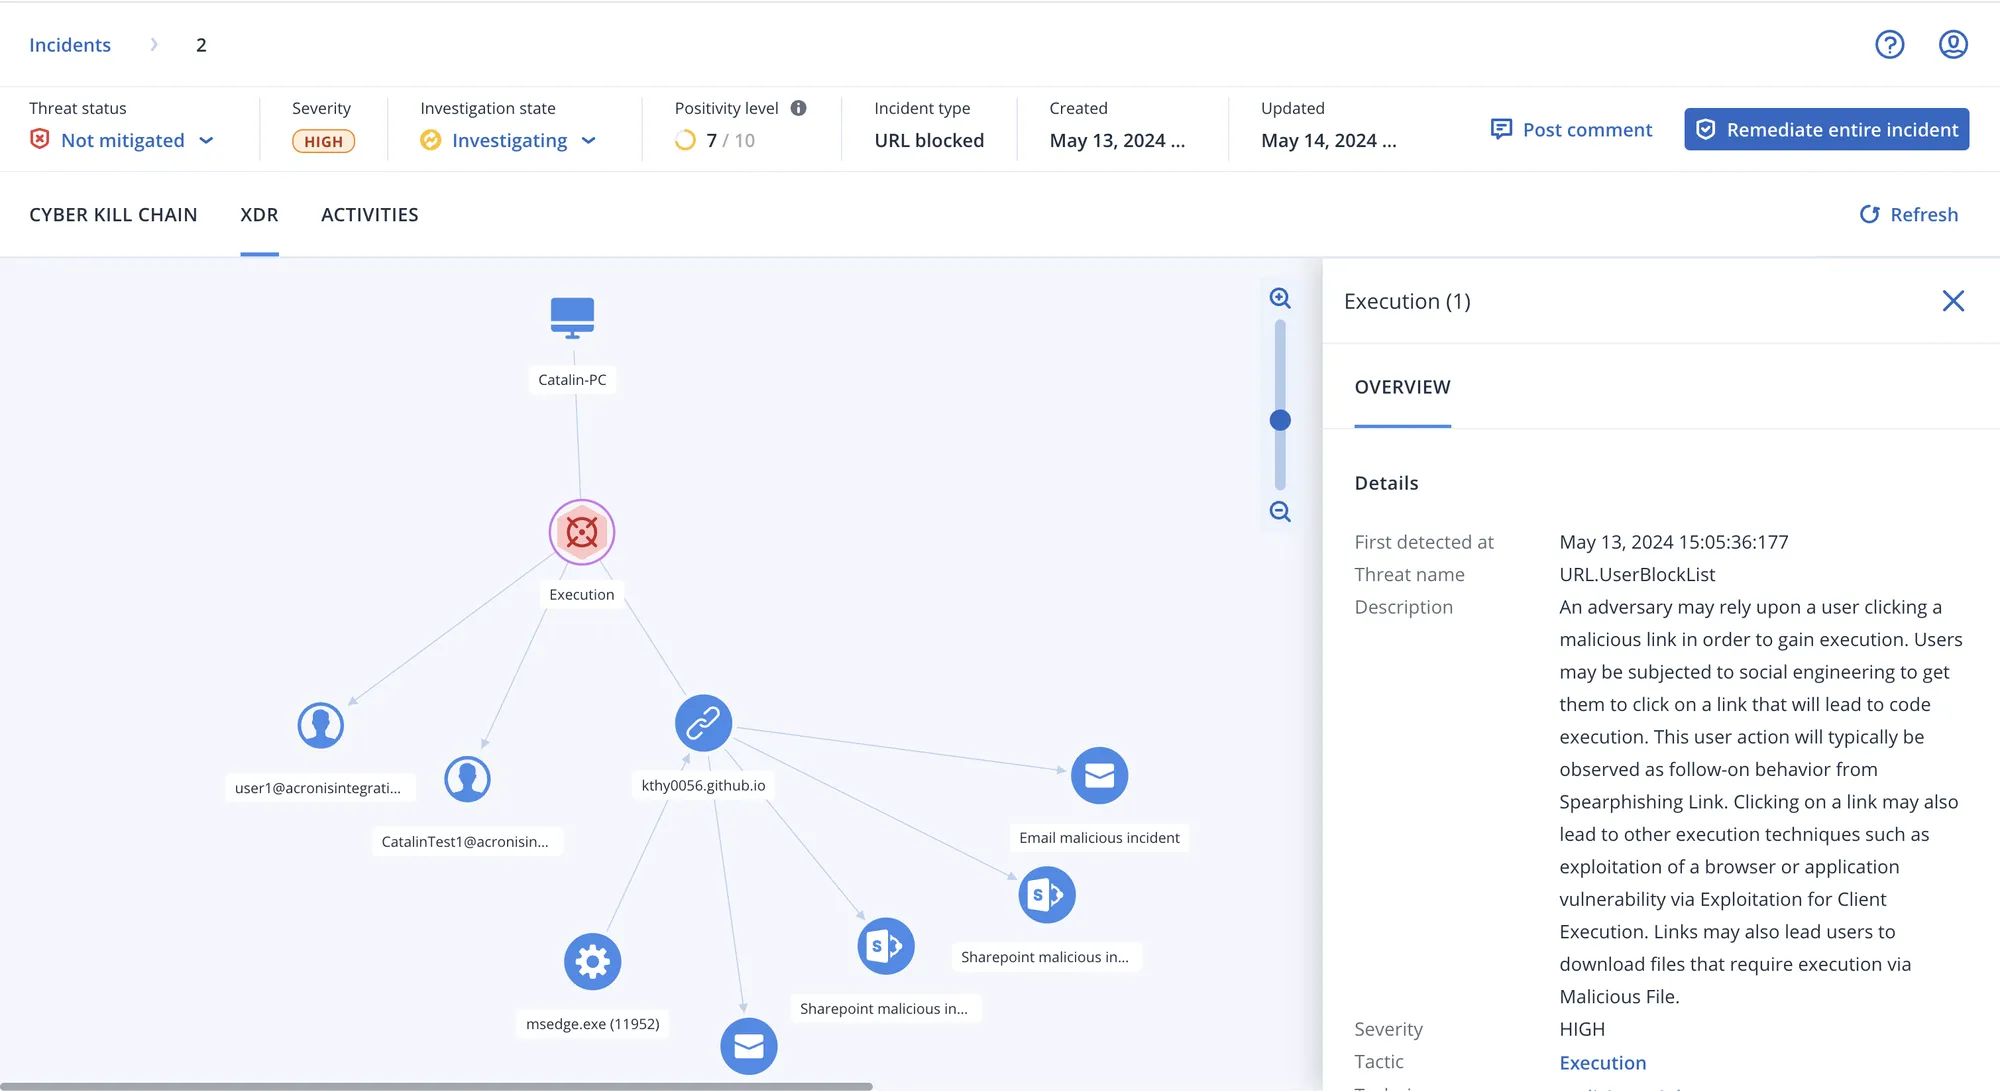 Incidents 2
Threat status
Not mitigated
Severity
HIGH
Investigation state
Investigating
Positivity level
7 / 10
Incident type
URL blocked
Created
May 13, 2024 ...
Updated
May 14, 2024 ...
Post comment
Remediate entire incident
CYBER KILL CHAIN XDR ACTIVITIES
Refresh
Catalin-PC
Execution
user1@acronisintegrati...
CatalinTest1@acronisin...
kthy0056.github.io
Email malicious incident
Sharepoint malicious in...
Sharepoint malicious in...
msedge.exe (11952)
Execution (1)
OVERVIEW
Details
First detected at May 13, 2024 15:05:36:177
Threat name URL.UserBlockList
Description An adversary may rely upon a user clicking a
malicious link in order to gain execution. Users
may be subjected to social engineering to get
them to click on a link that will lead to code
execution. This user action will typically be
observed as follow-on behavior from
Spearphishing Link. Clicking on a link may also
lead to other execution techniques such as
exploitation of a browser or application
vulnerability via Exploitation for Client
Execution. Links may also lead users to
download files that require execution via
Malicious File.
Severity HIGH
Tactic Execution